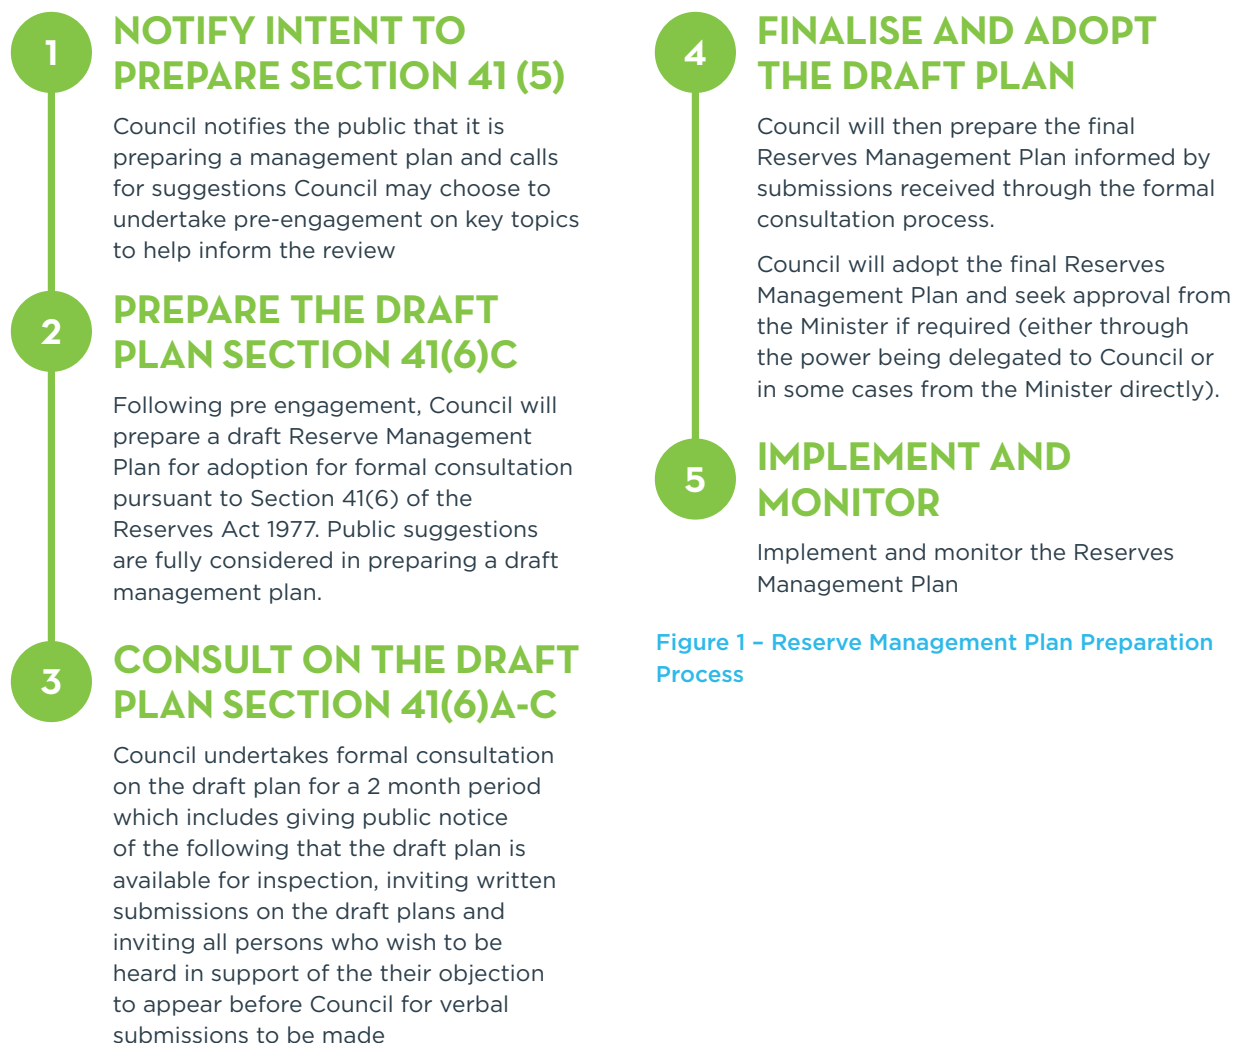 1
NOTIFY INTENT TO
PREPARE SECTION 41 (5)
Council notifies the public that it is
preparing a management plan and calls
for suggestions Council may choose to
undertake pre-engagement on key topics
to help inform the review
2
PREPARE THE DRAFT
PLAN SECTION 41(6)C
Following pre engagement, Council will
prepare a draft Reserve Management
Plan for adoption for formal consultation
pursuant to Section 41(6) of the
Reserves Act 1977. Public suggestions
are fully considered in preparing a draft
management plan.
3
CONSULT ON THE DRAFT
PLAN SECTION 41(6)A-C
Council undertakes formal consultation
on the draft plan for a 2 month period
which includes giving public notice
of the following that the draft plan is
available for inspection, inviting written
submissions on the draft plans and
inviting all persons who wish to be
heard in support of the their objection
to appear before Council for verbal
submissions to be made
4
FINALISE AND ADOPT
THE DRAFT PLAN
Council will then prepare the final
Reserves Management Plan informed by
submissions received through the formal
consultation process.
Council will adopt the final Reserves
Management Plan and seek approval from
the Minister if required (either through
the power being delegated to Council or
in some cases from the Minister directly).
5
IMPLEMENT AND
MONITOR
Implement and monitor the Reserves
Management Plan
Figure 1 – Reserve Management Plan Preparation
Process